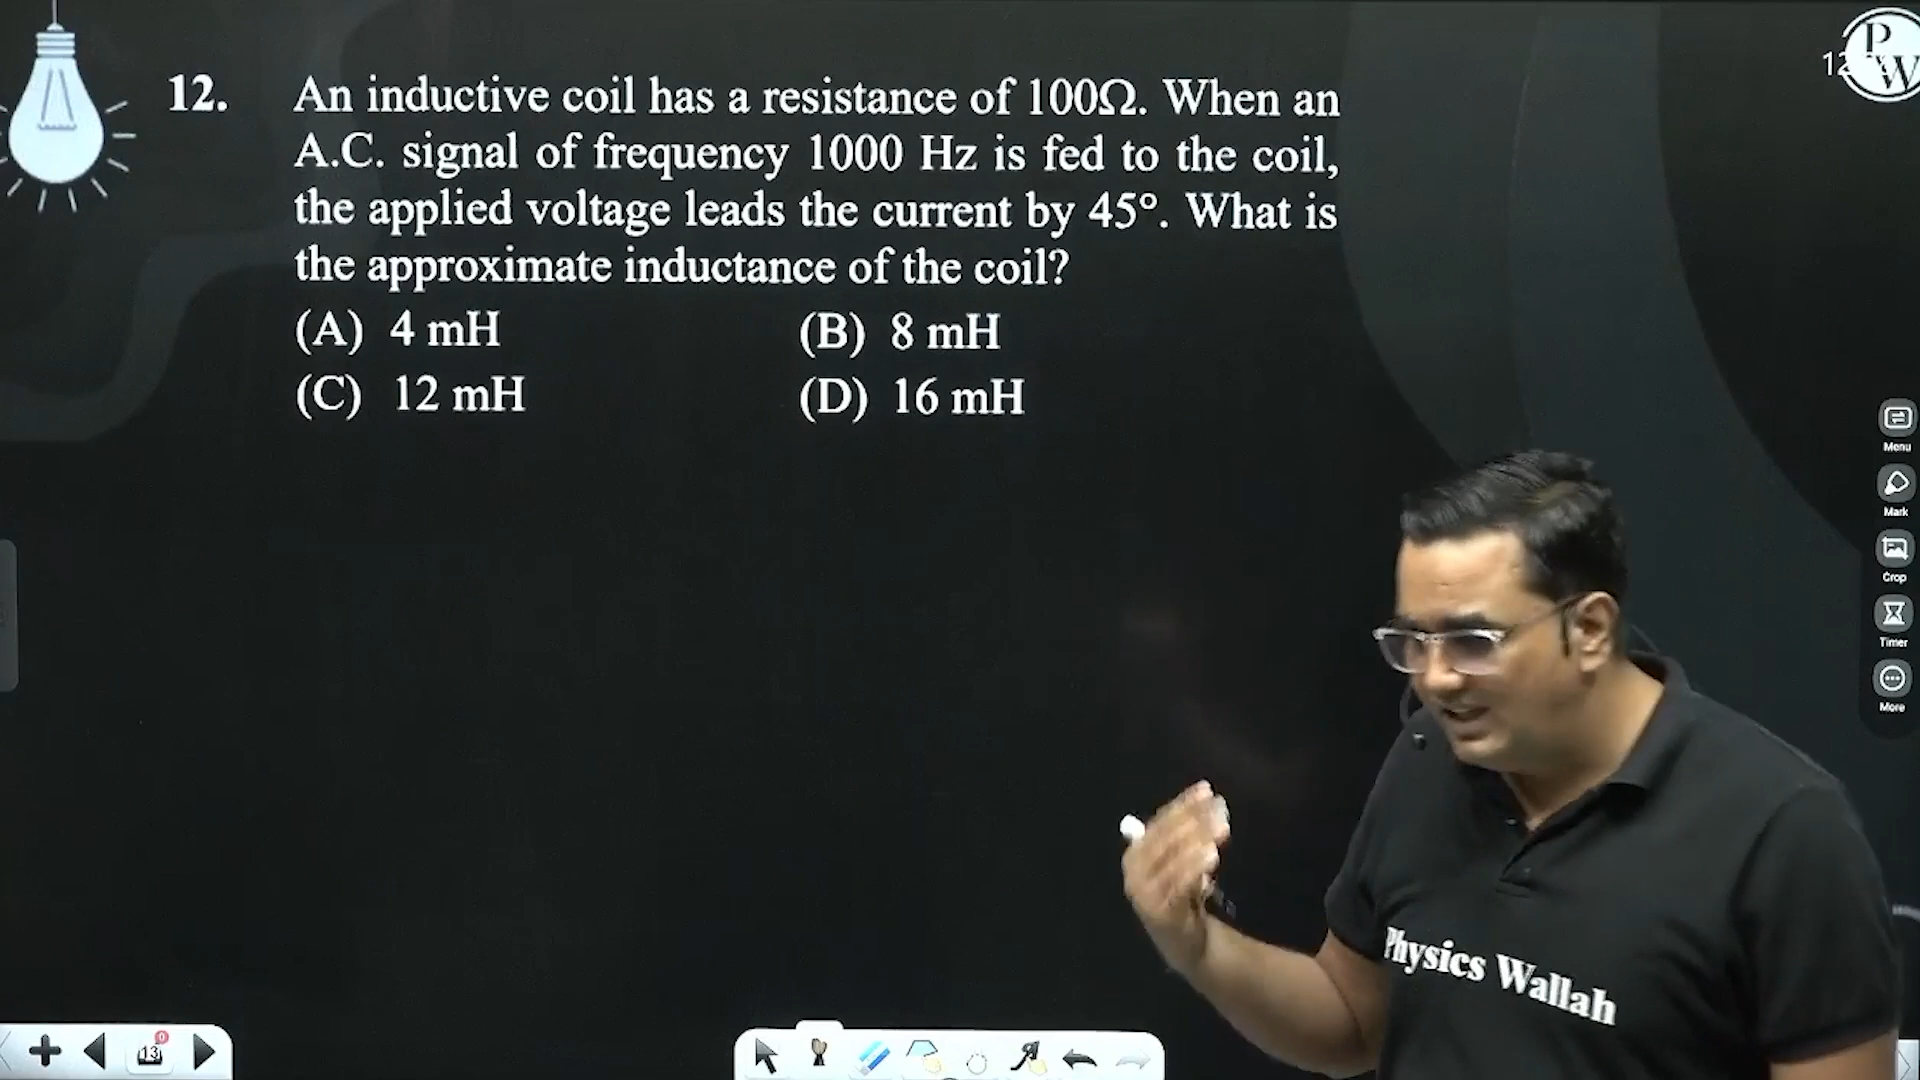 12. An inductive coil has a resistance of 100Ω. When an
A.C. signal of frequency 1000 Hz is fed to the coil,
the applied voltage leads the current by 45°. What is
the approximate inductance of the coil?
(A) 4 mH (B) 8 mH
(C) 12 mH (D) 16 mH
P
W
Menu
Mark
Crop
Timer
More
Physics Wallah
0
13